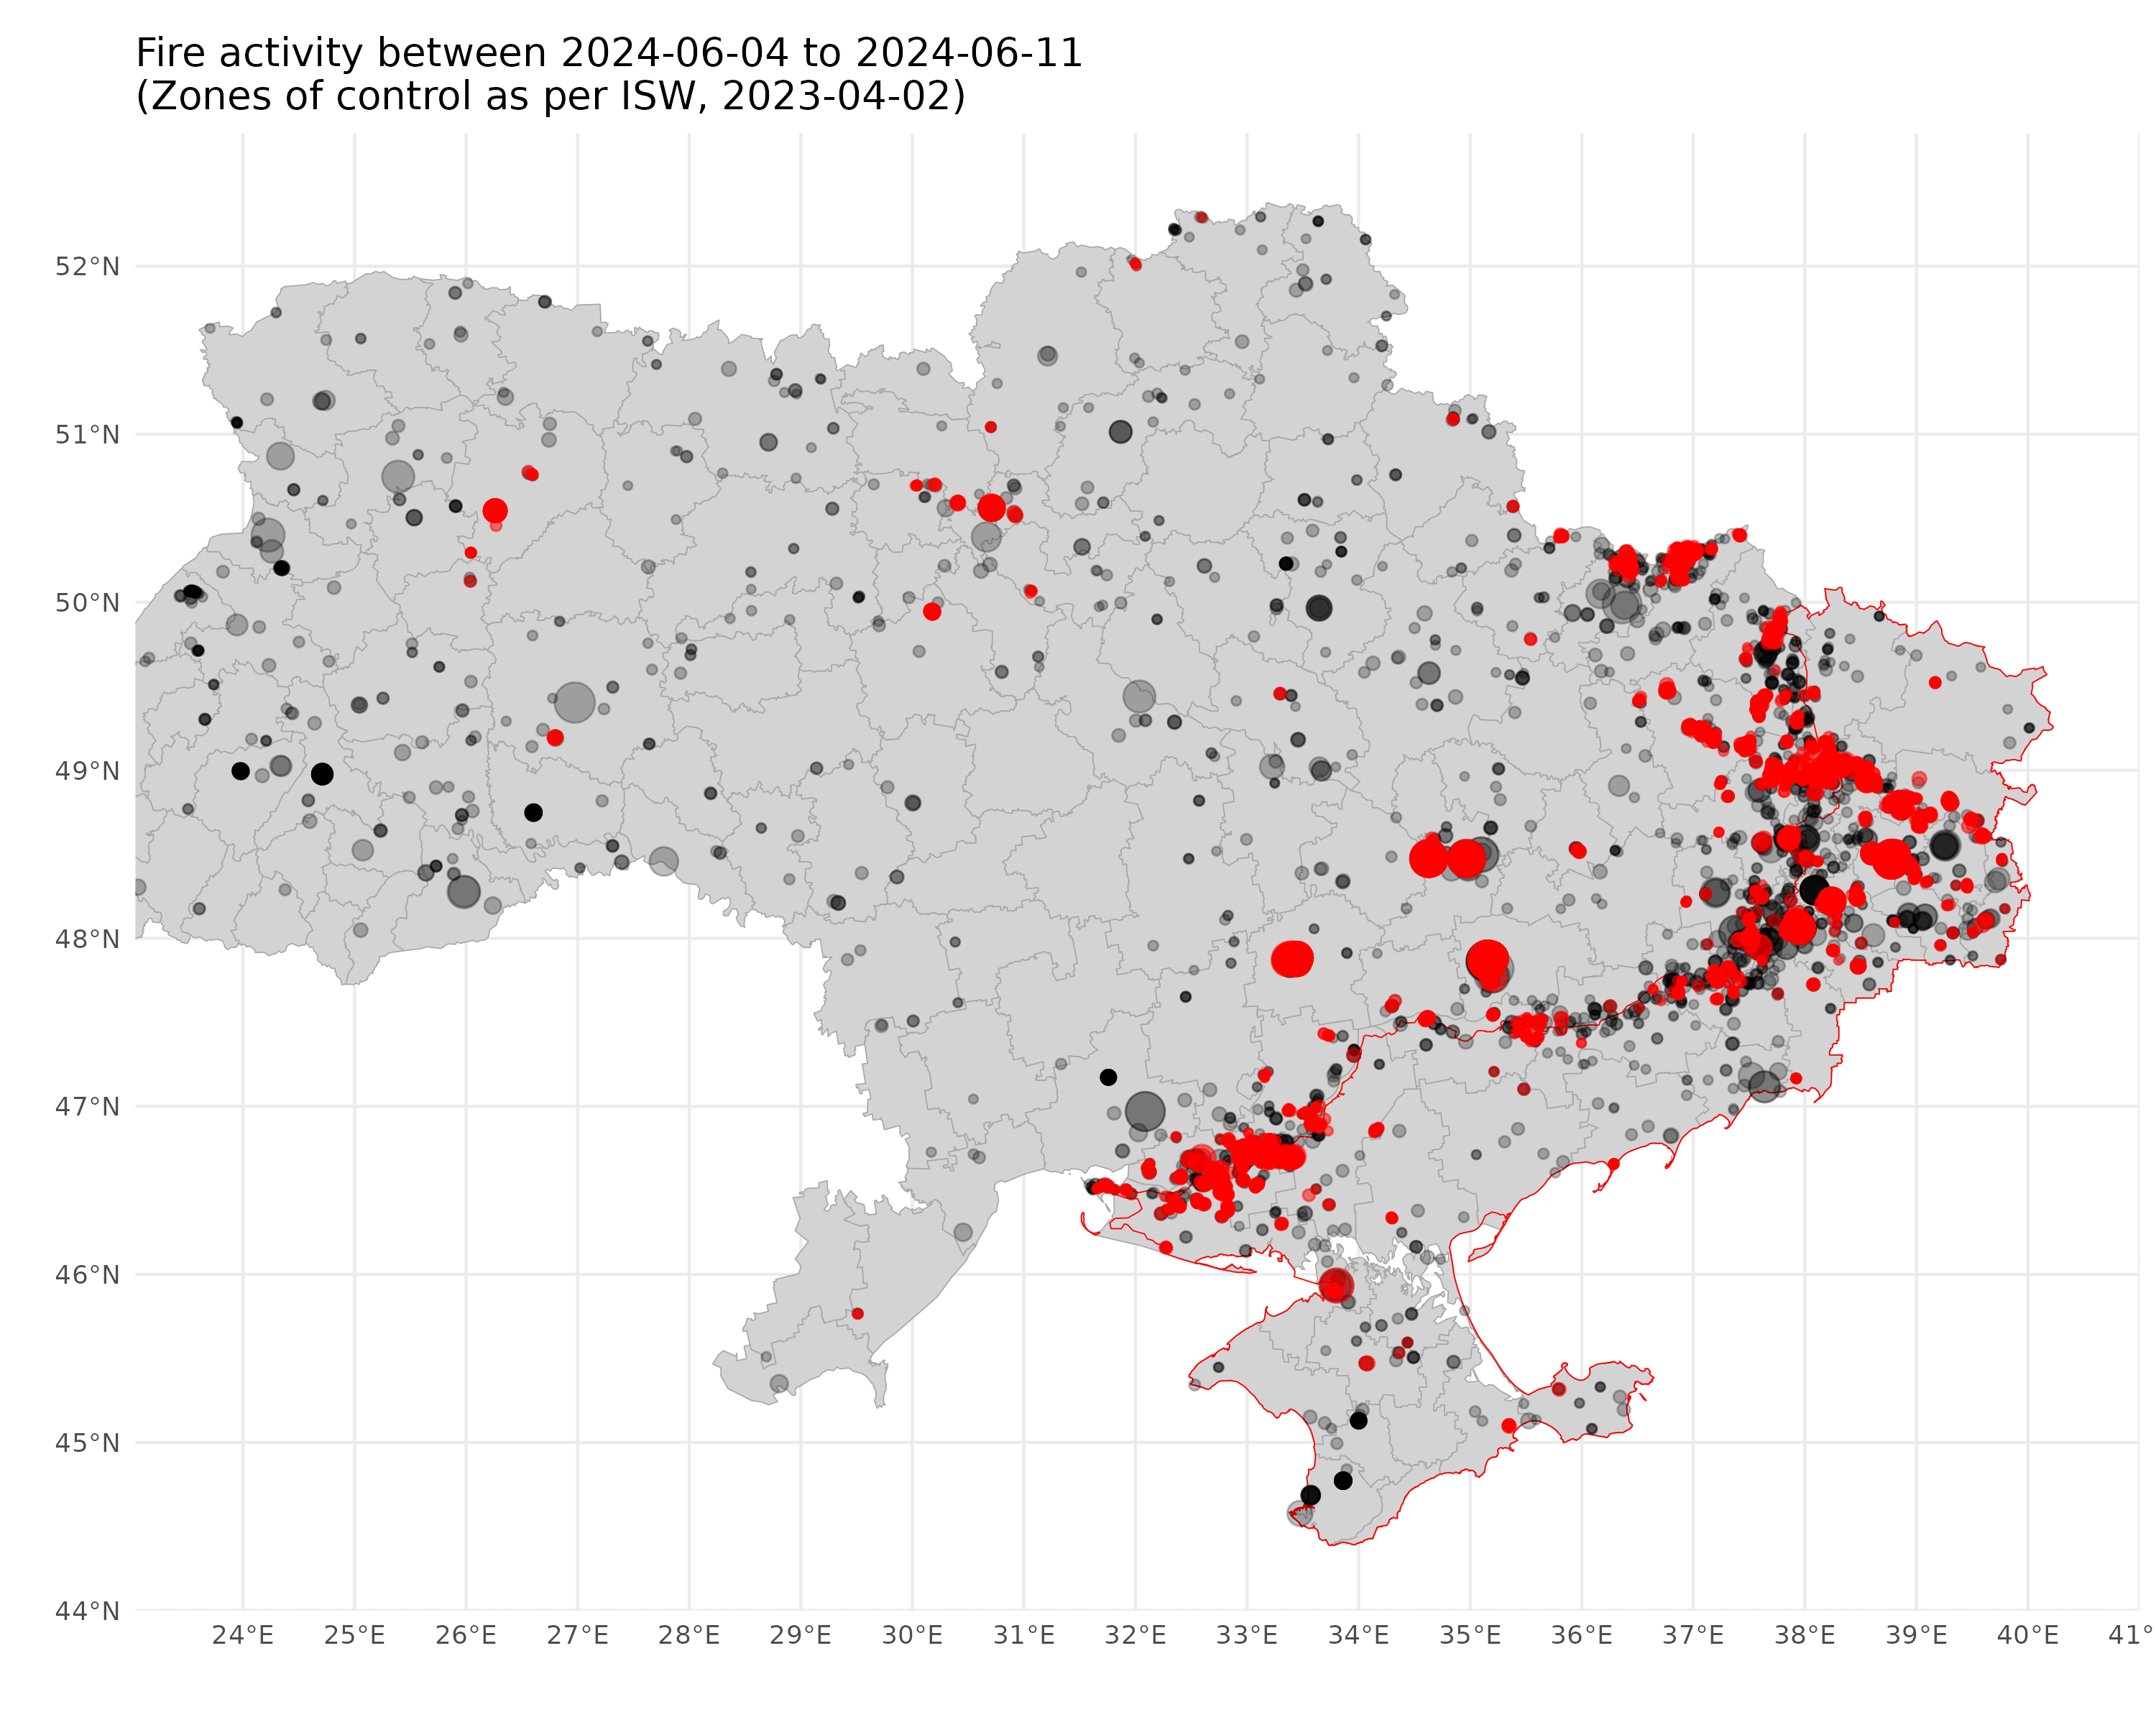 Fire activity between 2024-06-04 to 2024-06-11
(Zones of control as per ISW, 2023-04-02)
52°N
51°N
50°N
49°N
48°N
47°N
46°N
45°N
44°N
24°E 25°E 26°E 27°E 28°E 29°E 30°E 31°E 32°E 33°E 34°E 35°E 36°E 37°E 38°E 39°E 40°E 41°